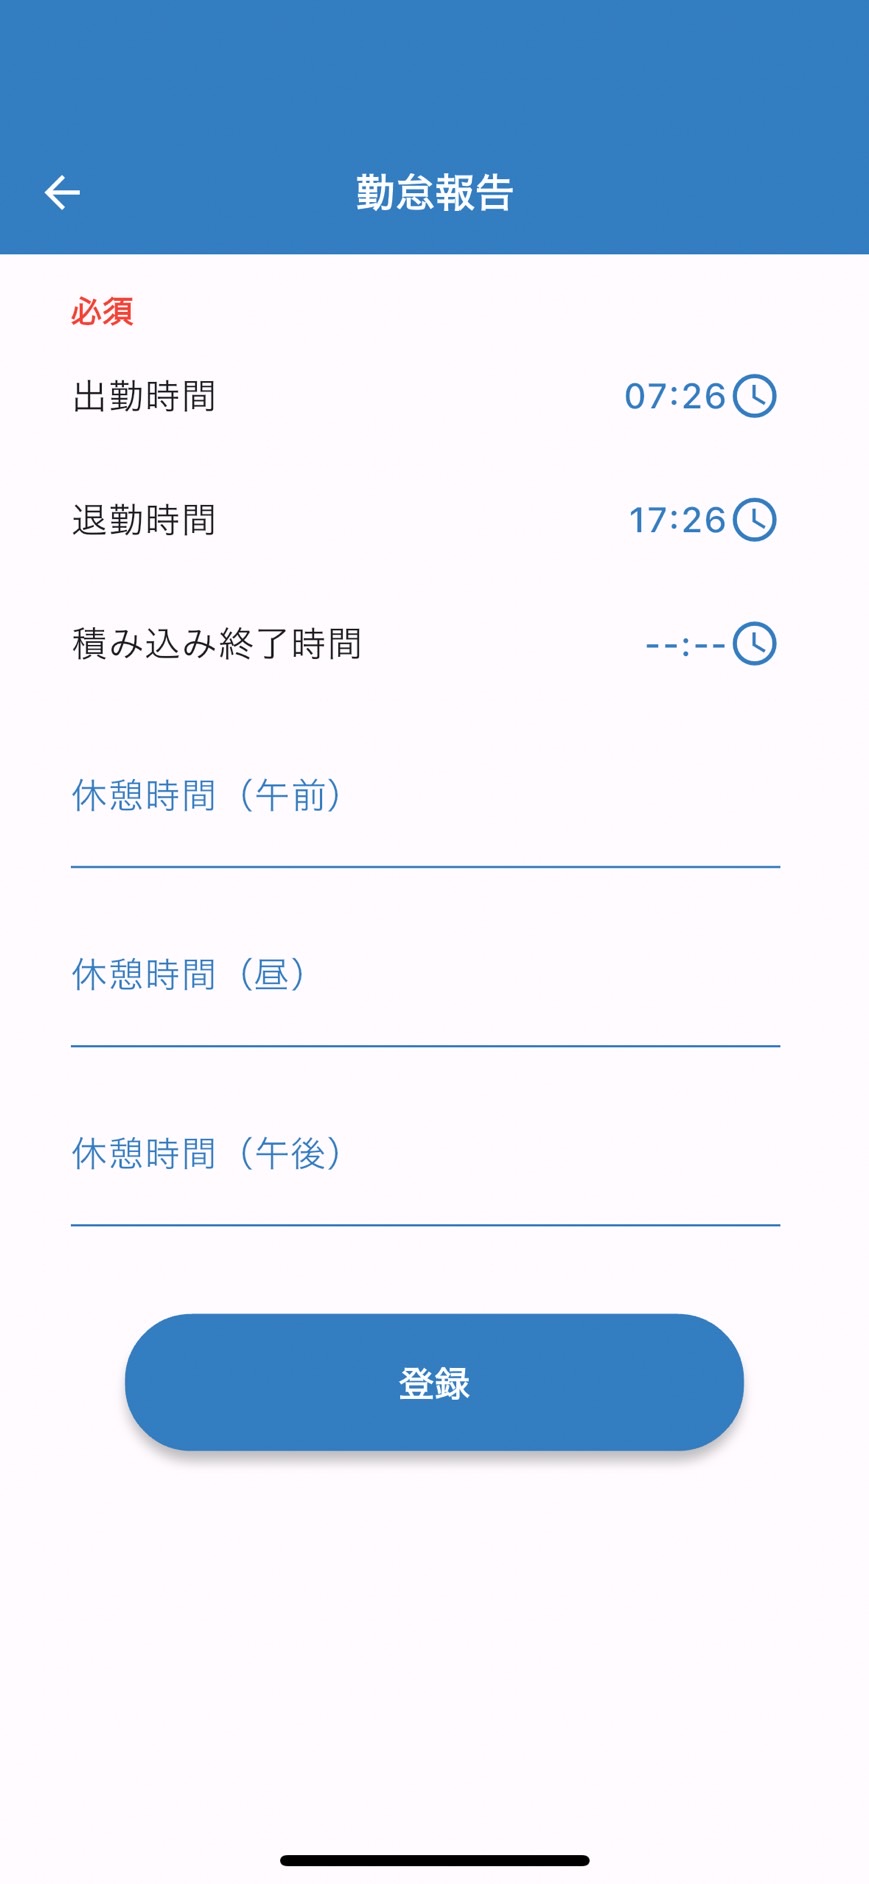 勤怠報告
必須
出勤時間 07:26
退勤時間 17:26
積み込み終了時間 --:--
休憩時間（午前）
休憩時間（昼）
休憩時間（午後）
登録